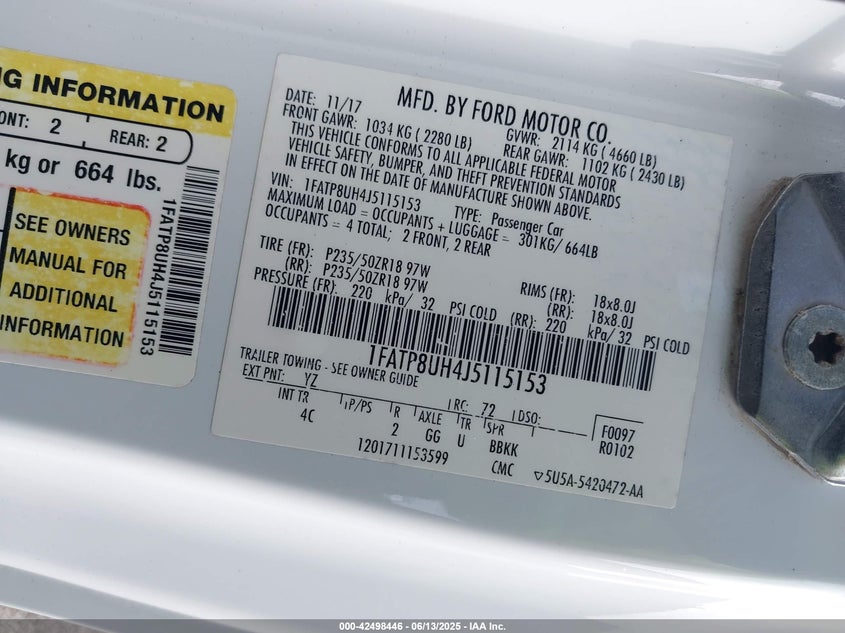 NG INFORMATION
ONT: 2 REAR: 2
kg or 664 lbs.
SEE OWNERS
MANUAL FOR
ADDITIONAL
INFORMATION
1FATP8UH4J5115153
MFD. BY FORD MOTOR CO.
DATE: 11/17 GVWR: 2114 KG ( 4660 LB)
FRONT GAWR: 1034 KG ( 2280 LB) REAR GAWR: 1102 KG ( 2430 LB)
THIS VEHICLE CONFORMS TO ALL APPLICABLE FEDERAL MOTOR
VEHICLE SAFETY, BUMPER, AND THEFT PREVENTION STANDARDS
IN EFFECT ON THE DATE OF MANUFACTURE SHOWN ABOVE.
VIN: 1FATP8UH4J5115153 TYPE: Passenger Car
MAXIMUM LOAD = OCCUPANTS + LUGGAGE = 301KG/ 664LB
OCCUPANTS = 4 TOTAL; 2 FRONT, 2 REAR
TIRE (FR): P235/50ZR18 97W RIMS (FR): 18x8.0J
(RR): P235/50ZR18 97W (RR): 18x8.0J
PRESSURE (FR): 220 kPa/ 32 PSI COLD (RR): 220 kPa/ 32 PSI COLD
1FATP8UH4J5115153
TRAILER TOWING - SEE OWNER GUIDE
EXT PNT: YZ RC: 72 DSO: F0097
INT TR TP/PS R AXLE TR SPR R0102
4C 2 GG U BBKK
1201711153599 CMC ▽5U5A-5420472-AA
000-42498446 - 06/13/2025 - IAA Inc.